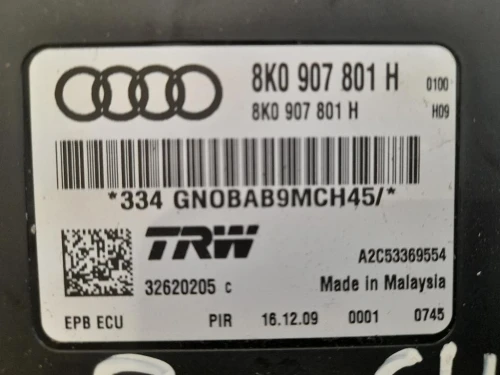 8K0 907 801 H 0100
8K0 907 801 H H09
*334 GNOBAB9MCH45/*
TRW
A2C53369554
32620205 c Made in Malaysia
EPB ECU PIR 16.12.09 0001 0745